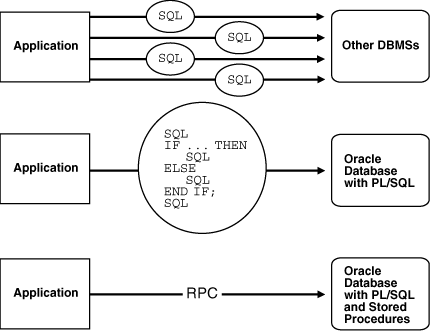 Application
SQL
SQL
SQL
SQL
Other DBMSs
Application
SQL
IF ... THEN
SQL
ELSE
SQL
END IF;
SQL
Oracle
Database
with PL/SQL
Application
RPC
Oracle
Database
with PL/SQL
and Stored
Procedures